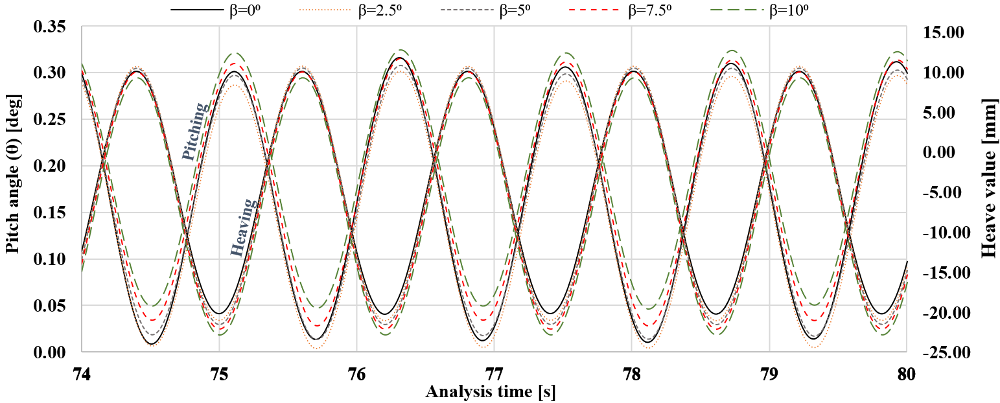 β=0º β=2.5º β=5º β=7.5º β=10º
0.35
0.30
0.25
0.20
0.15
0.10
0.05
0.00
Pitch angle (θ) [deg]
Pitching
Heaving
15.00
10.00
5.00
0.00
-5.00
-10.00
-15.00
-20.00
-25.00
Heave value [mm]
74 75 76 77 78 79 80
Analysis time [s]